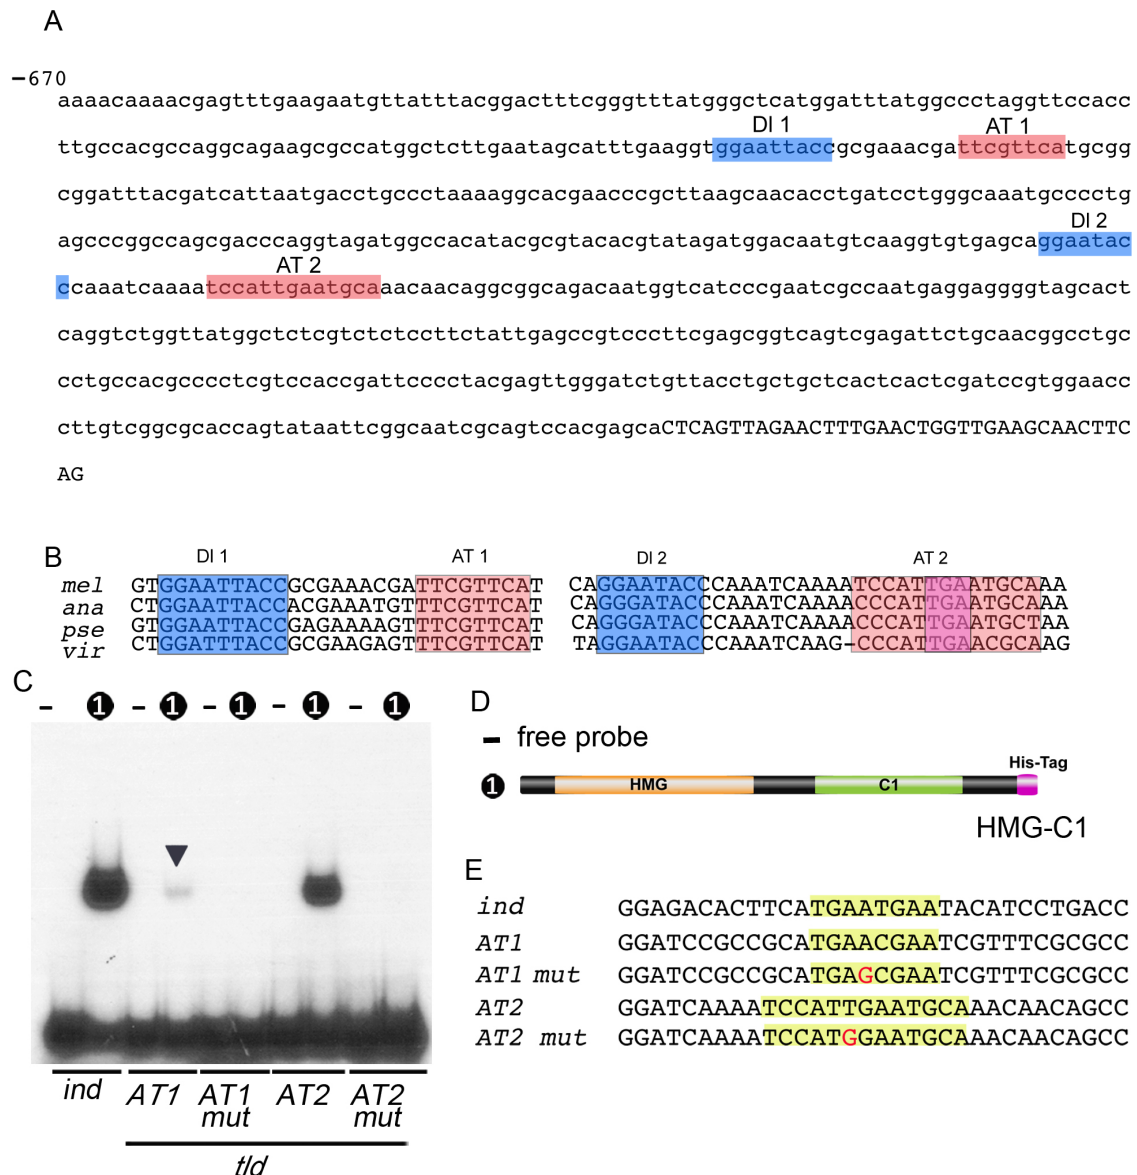 A
−670
aaaacaaaacgagtttgaagaatgttatttacggactttcgggtttatgggctcatggatttatggccctaggttccacc
DI 1
AT 1
ttgccacgccaggcagaagcgccatggctcttgaatagcatttgaaggtggaattaccgcgaaacgattcgttcatgcgg
cggatttacgatcattaatgacctgccctaaaaggcacgaacccgcttaagcaacacctgatcctgggcaaatgcccctg
DI 2
agcccggccagcgacccaggtagatggccacatacgcgtacacgtatagatggacaatgtcaaggtgtgagcaggaatac
AT 2
ccaaatcaaaatccattgaatgcaaacaacaggcggcagacaatggtcatcccgaatcgccaatgaggaggggtagcact
caggtctggttatggctctcgtctctccttctattgagccgtcccttcgagcggtcagtcgagattctgcaacggcctgc
cctgccacgcccctcgtccaccgattcccctacgagttgggatctgttacctgctgctcactcactcgatccgtggaacc
cttgtcggcgcaccagtataattcggcaatcgcagtccacgagcaCTCAGTTAGAACTTTGAACTGGTTGAAGCAACTTC
AG
B
DI 1 AT 1 DI 2 AT 2
mel GTGGAATTACCGCGAAACGATTCGTTCAT CAGGAATACCCAAATCAAAATCCATTGAATGCAAA
ana CTGGAATTACCACGAAATGTTTCGTTCAT CAGGGATACCCAAATCAAAACCCATTGAATGCAAA
pse GTGGAATTACCGAGAAAAGTTTCGTTCAT CAGGGATACCCAAATCAAAACCCATTGAATGCTAA
vir CTGGATTTACCGCGAAGAGTTTCGTTCAT TAGGAATACCCAAATCAAG-CCCATTGAACGCAAG
C
– 1 – 1 – 1 – 1 – 1
ind AT1 AT1 mut AT2 AT2 mut
tld
D
– free probe
1 HMG C1 His-Tag
HMG-C1
E
ind GGAGACACTTCATGAATGAATACATCCTGACC
AT1 GGATCCGCCGCATGAACGAATCGTTTCGCGCC
AT1 mut GGATCCGCCGCATGAGCGAATCGTTTCGCGCC
AT2 GGATCAAAATCCATTGAATGCAAACAACAGCC
AT2 mut GGATCAAAATCCATGGAATGCAAACAACAGCC